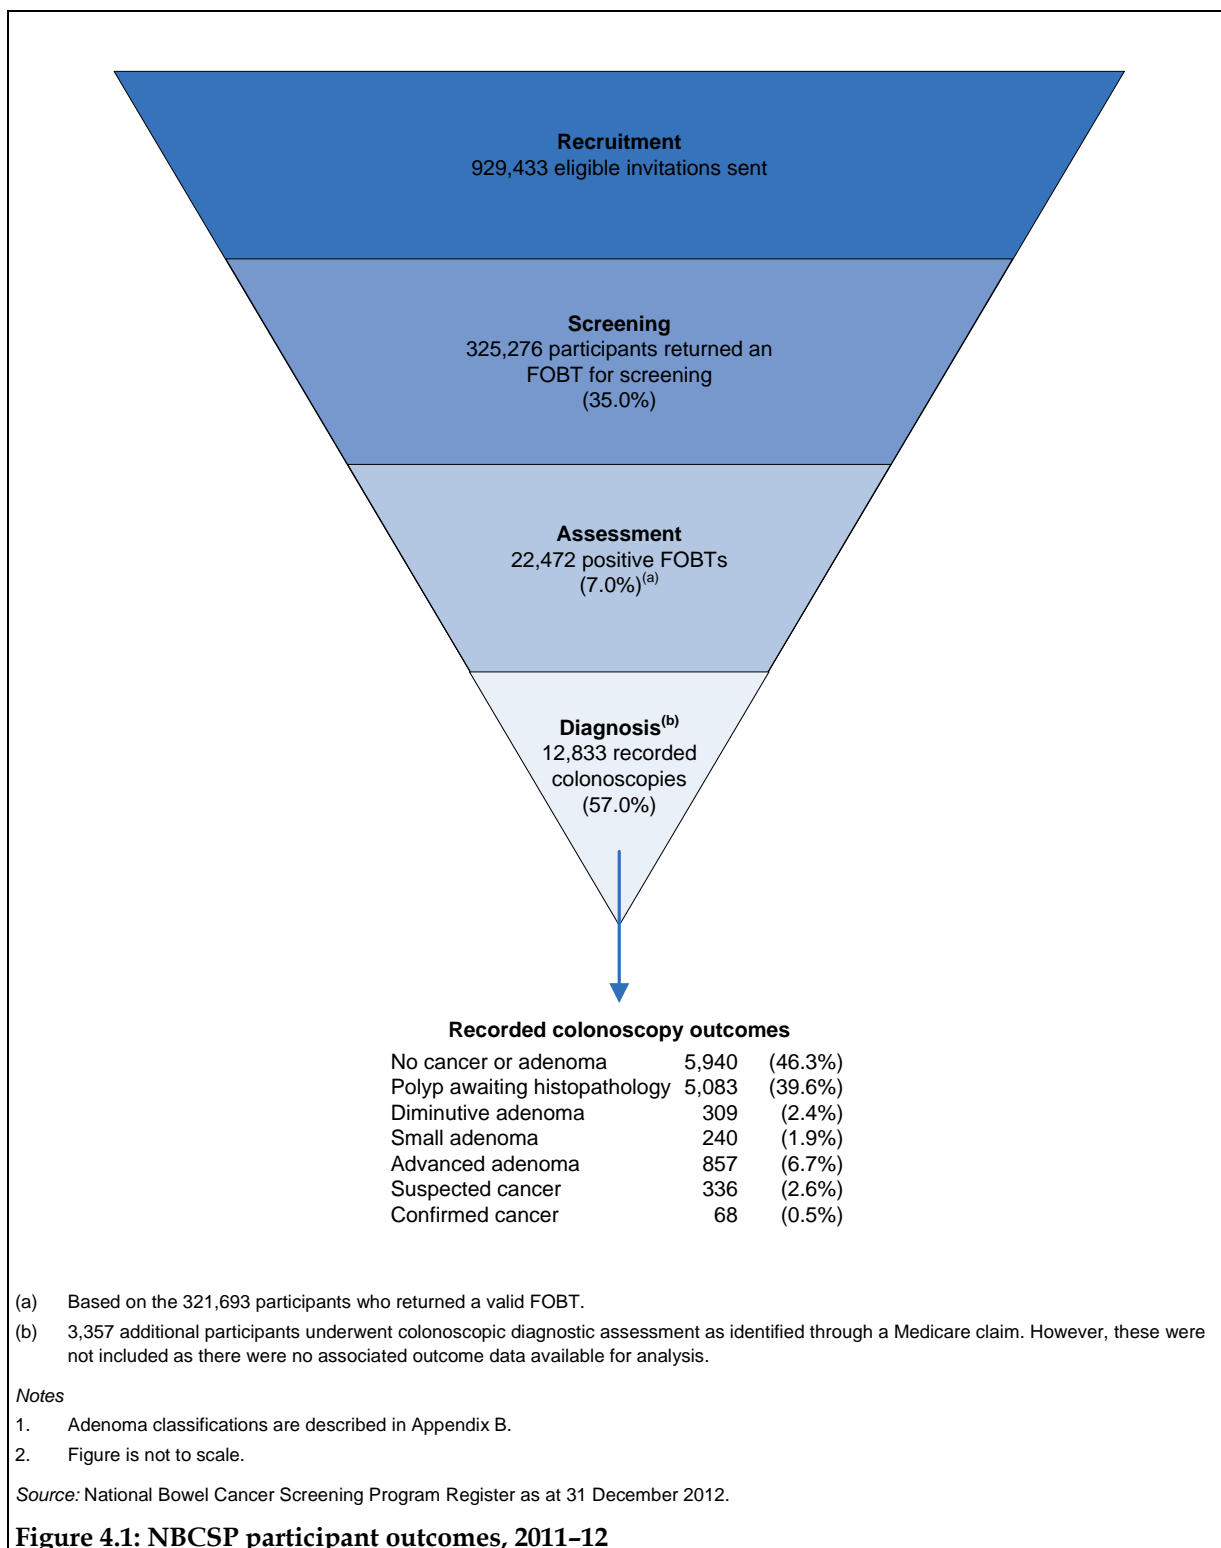 Recruitment
929,433 eligible invitations sent
Screening
325,276 participants returned an
FOBT for screening
(35.0%)
Assessment
22,472 positive FOBTs
(7.0%)(a)
Diagnosis(b)
12,833 recorded
colonoscopies
(57.0%)
Recorded colonoscopy outcomes
No cancer or adenoma 5,940 (46.3%)
Polyp awaiting histopathology 5,083 (39.6%)
Diminutive adenoma 309 (2.4%)
Small adenoma 240 (1.9%)
Advanced adenoma 857 (6.7%)
Suspected cancer 336 (2.6%)
Confirmed cancer 68 (0.5%)
(a) Based on the 321,693 participants who returned a valid FOBT.
(b) 3,357 additional participants underwent colonoscopic diagnostic assessment as identified through a Medicare claim. However, these were
not included as there were no associated outcome data available for analysis.
Notes
1. Adenoma classifications are described in Appendix B.
2. Figure is not to scale.
Source: National Bowel Cancer Screening Program Register as at 31 December 2012.
Figure 4.1: NBCSP participant outcomes, 2011–12